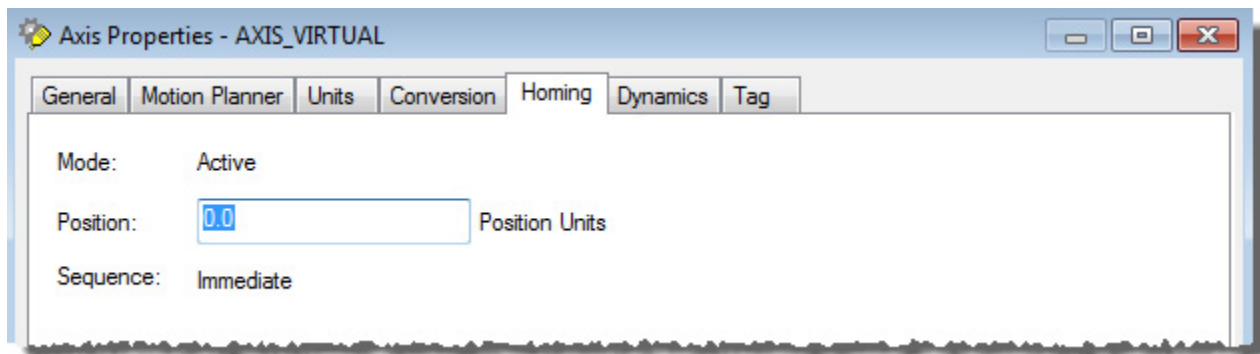 Axis Properties - AXIS_VIRTUAL
General Motion Planner Units Conversion Homing Dynamics Tag
Mode: Active
Position: 0.0 Position Units
Sequence: Immediate